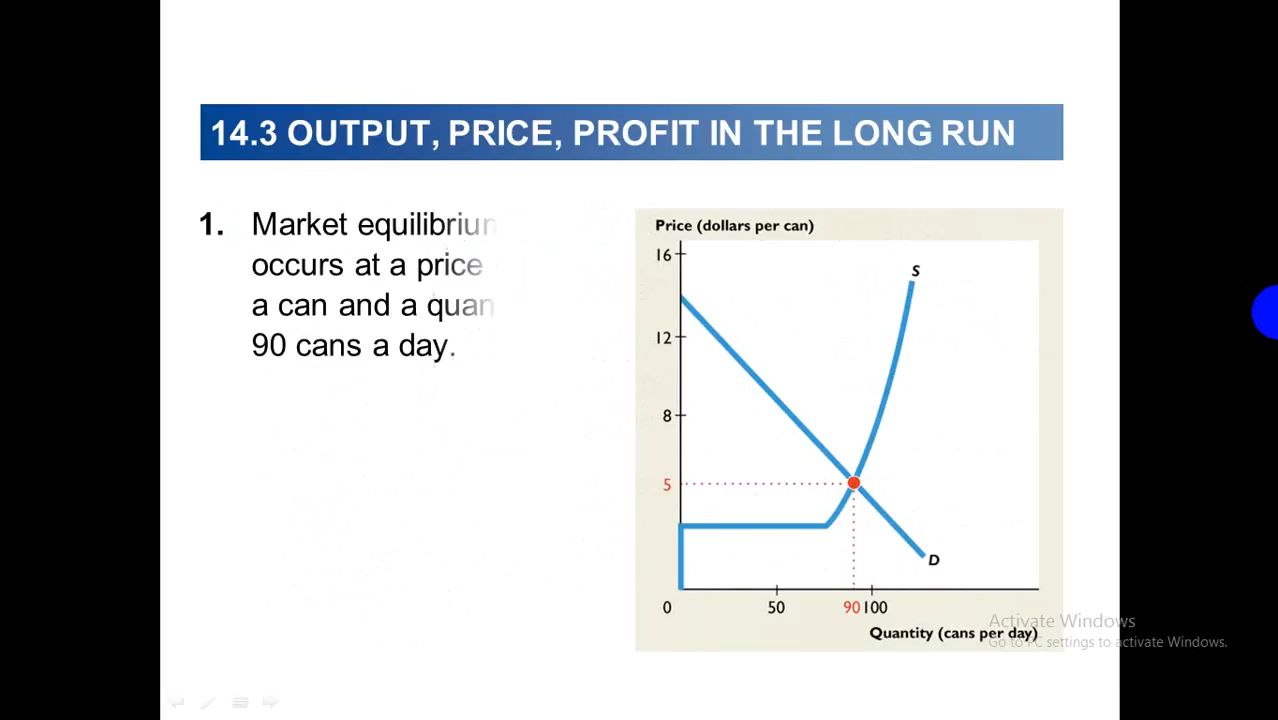 14.3 OUTPUT, PRICE, PROFIT IN THE LONG RUN
1. Market equilibrium
occurs at a price
a can and a quan
90 cans a day.
Price (dollars per can)
16
S
12
8
5
D
0 50 90 100
Quantity (cans per day)
Activate Windows
Go to PC settings to activate Windows.